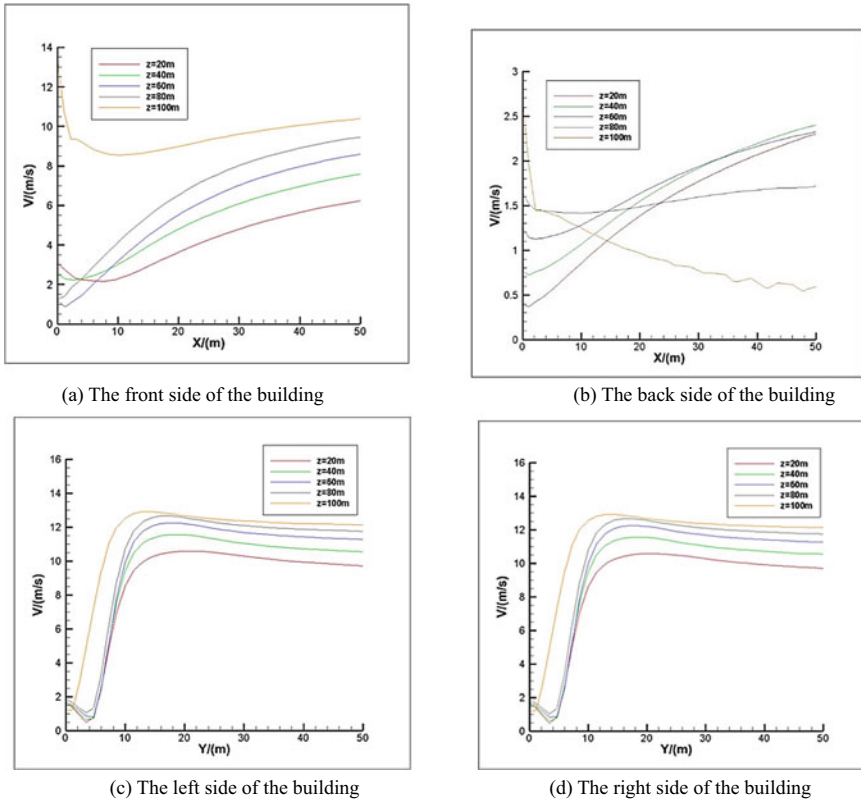 14
12
10
8
6
4
2
0
V/(m/s)
z=20m
z=40m
z=60m
z=80m
z=100m
0 10 20 30 40 50
X/(m)
(a) The front side of the building
3
2.5
2
1.5
1
0.5
0
V/(m/s)
z=20m
z=40m
z=60m
z=80m
z=100m
0 10 20 30 40 50
X/(m)
(b) The back side of the building
16
14
12
10
8
6
4
2
0
V/(m/s)
z=20m
z=40m
z=60m
z=80m
z=100m
0 10 20 30 40 50
Y/(m)
(c) The left side of the building
16
14
12
10
8
6
4
2
0
V/(m/s)
z=20m
z=40m
z=60m
z=80m
z=100m
0 10 20 30 40 50
Y/(m)
(d) The right side of the building